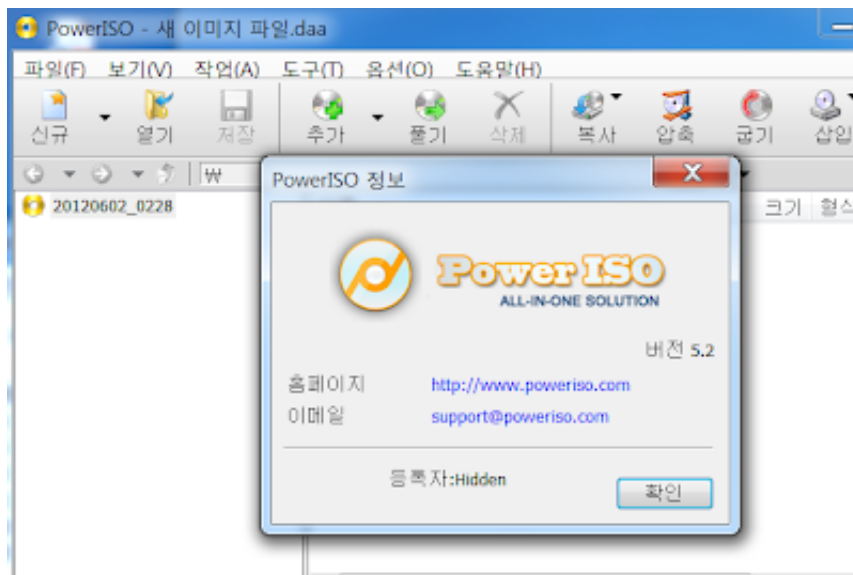 PowerISO - 새 이미지 파일.daa
파일(F) 보기(V) 작업(A) 도구(T) 옵션(O) 도움말(H)
신규 열기 저장 추가 풀기 삭제 복사 압축 굽기 삽입
₩
20120602_0228
크기 형식
PowerISO 정보
Power ISO
ALL-IN-ONE SOLUTION
버전 5.2
홈페이지 http://www.poweriso.com
이메일 support@poweriso.com
등록자:Hidden
확인